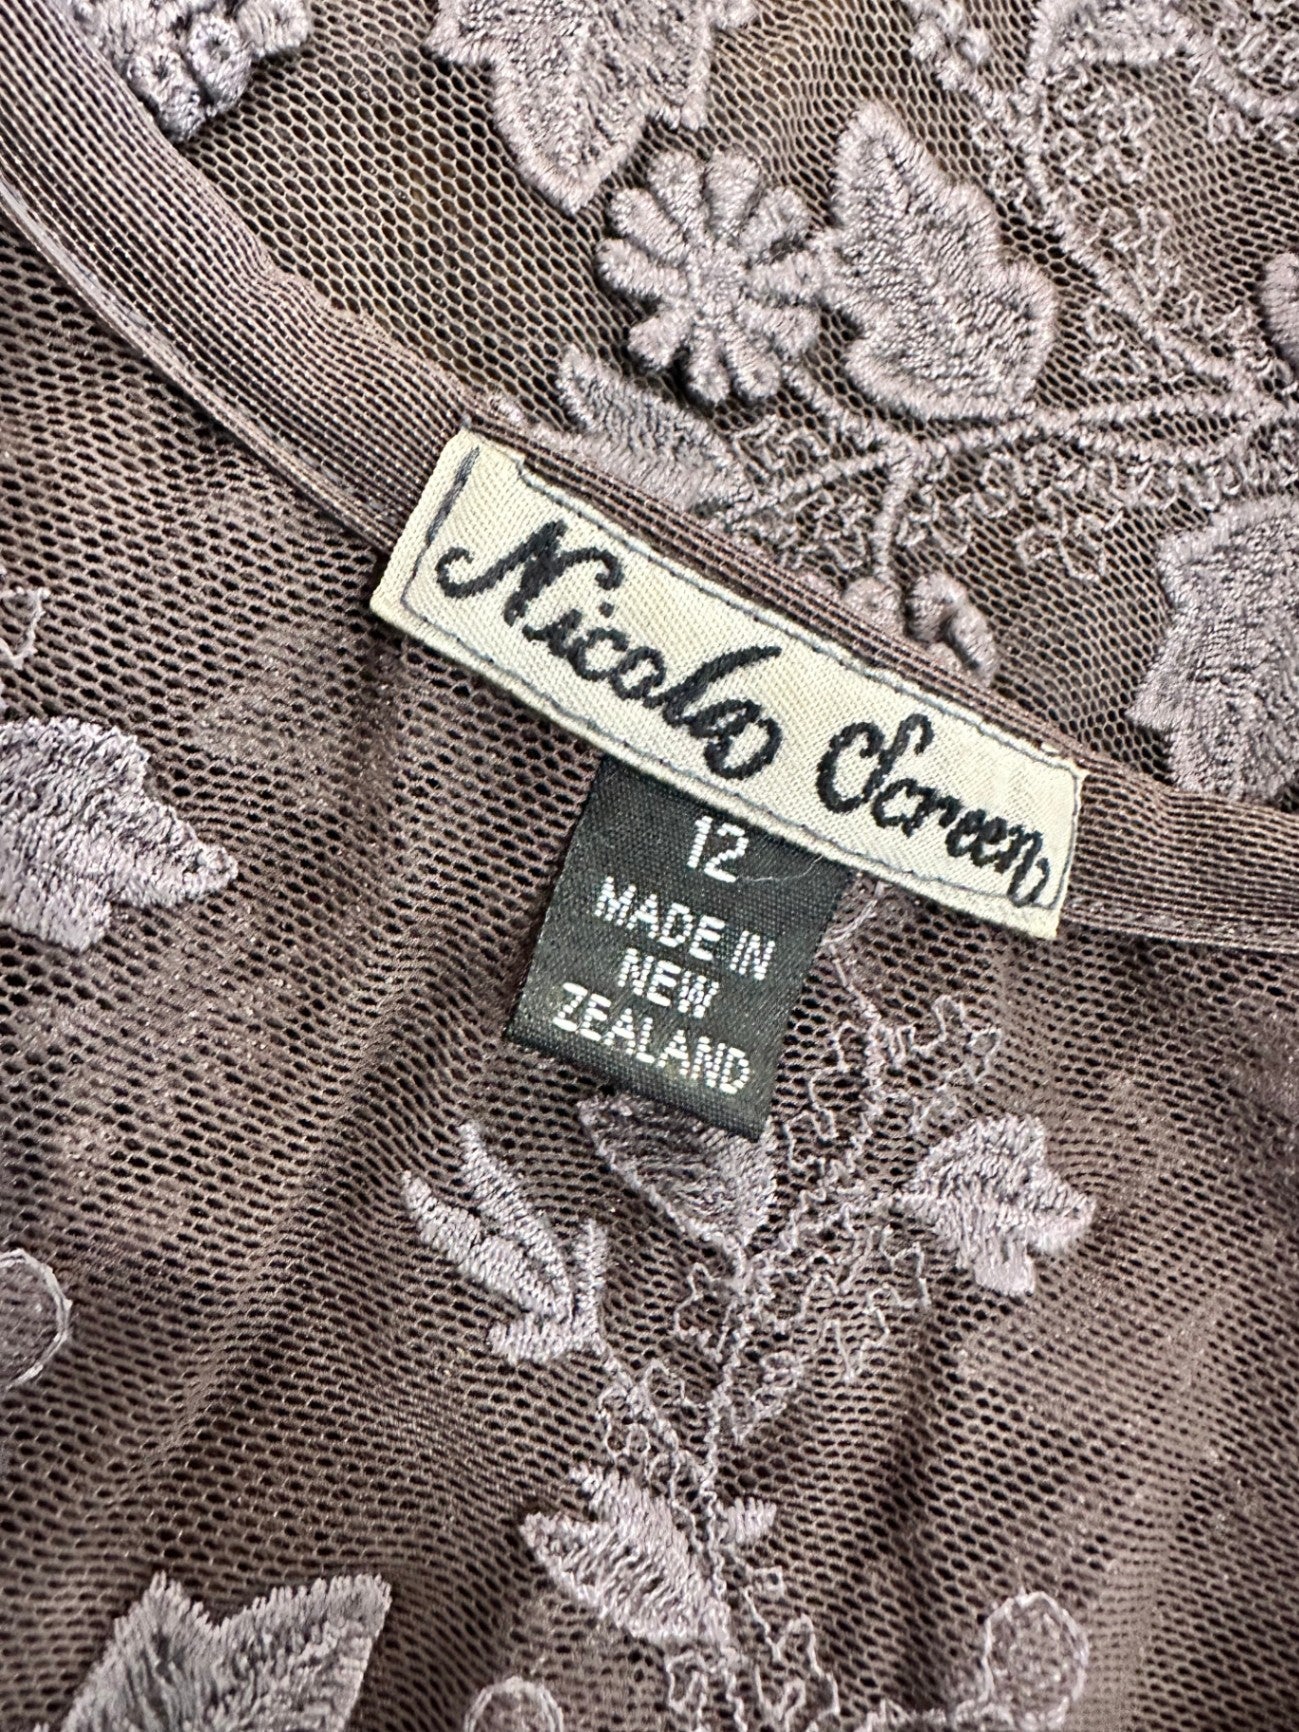 Nicola Screen
12
MADE IN
NEW
ZEALAND